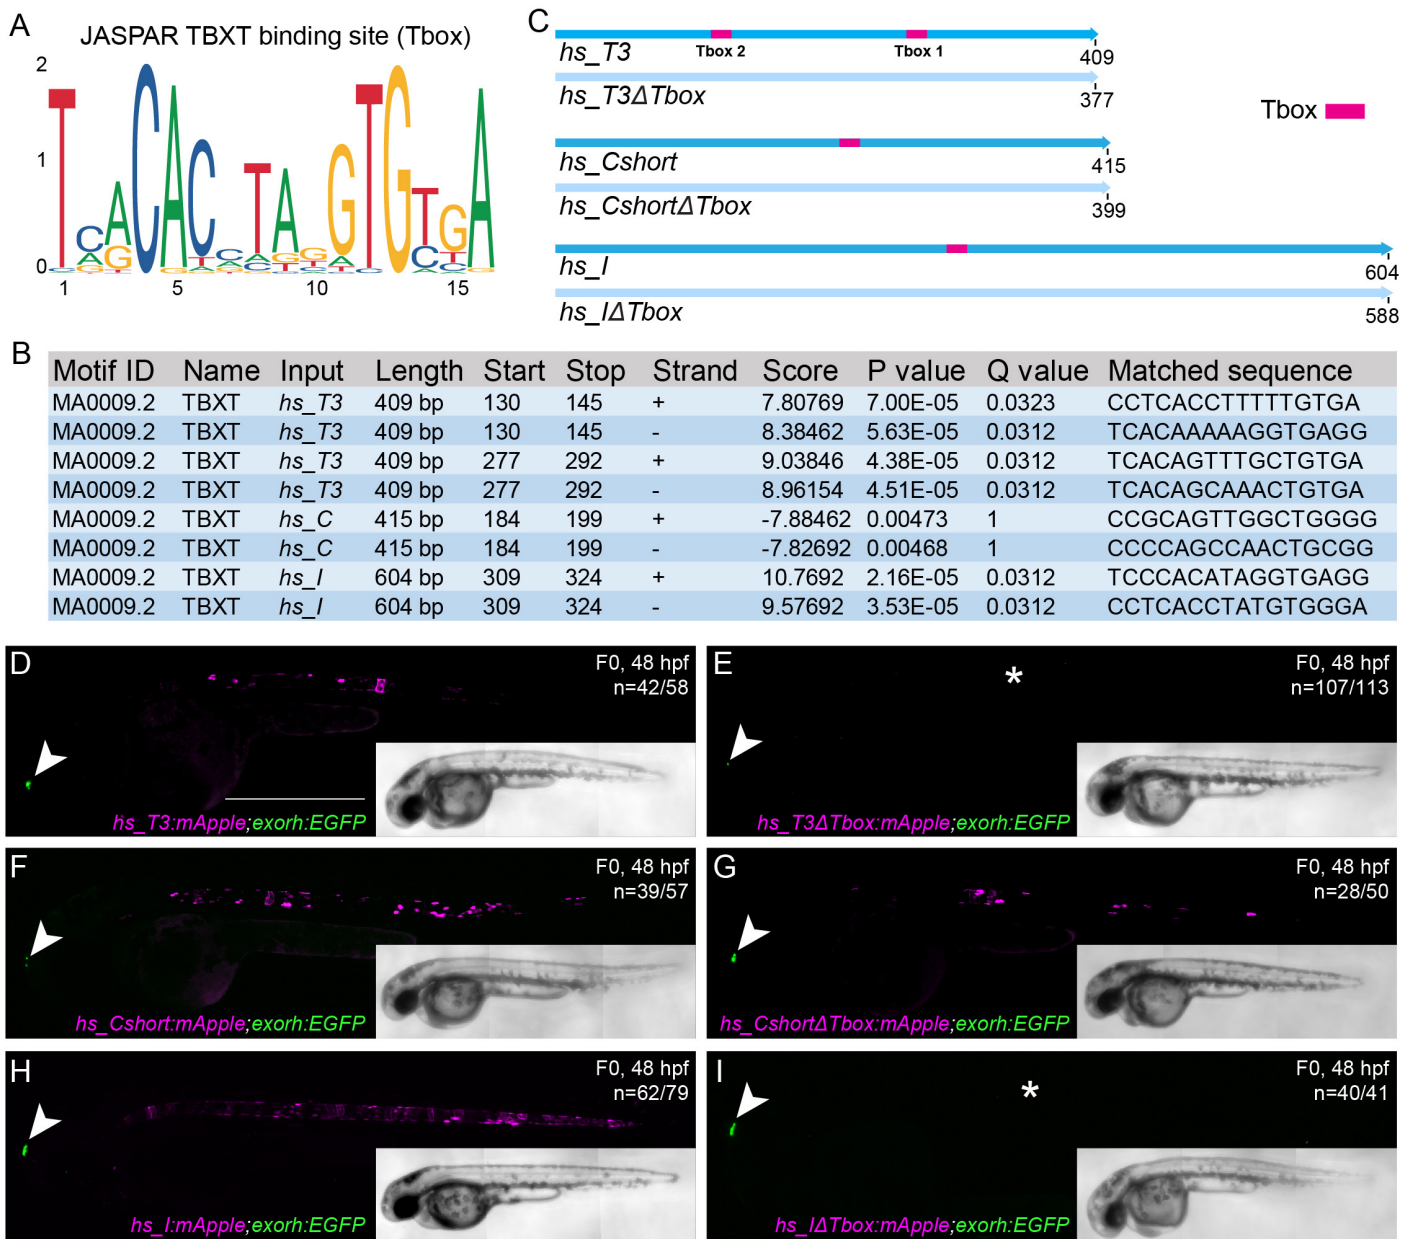 A
JASPAR TBXT binding site (Tbox)
2
1
0
1
5
10
15
C
Tbox 2
Tbox 1
hs_T3
409
hs_T3ΔTbox
377
Tbox
hs_Cshort
415
hs_CshortΔTbox
399
hs_I
604
hs_IΔTbox
588
B
Motif ID Name Input Length Start Stop Strand Score P value Q value Matched sequence
MA0009.2 TBXT hs_T3 409 bp 130 145 + 7.80769 7.00E-05 0.0323 CCTCACCTTTTTGTGA
MA0009.2 TBXT hs_T3 409 bp 130 145 - 8.38462 5.63E-05 0.0312 TCACAAAAAGGTGAGG
MA0009.2 TBXT hs_T3 409 bp 277 292 + 9.03846 4.38E-05 0.0312 TCACAGTTTGCTGTGA
MA0009.2 TBXT hs_T3 409 bp 277 292 - 8.96154 4.51E-05 0.0312 TCACAGCAAACTGTGA
MA0009.2 TBXT hs_C 415 bp 184 199 + -7.88462 0.00473 1 CCGCAGTTGGCTGGGG
MA0009.2 TBXT hs_C 415 bp 184 199 - -7.82692 0.00468 1 CCCCAGCCAACTGCGG
MA0009.2 TBXT hs_I 604 bp 309 324 + 10.7692 2.16E-05 0.0312 TCCCACATAGGTGAGG
MA0009.2 TBXT hs_I 604 bp 309 324 - 9.57692 3.53E-05 0.0312 CCTCACCTATGTGGGA
D
F0, 48 hpf
n=42/58
hs_T3:mApple;exorh:EGFP
E
*
F0, 48 hpf
n=107/113
hs_T3ΔTbox:mApple;exorh:EGFP
F
F0, 48 hpf
n=39/57
hs_Cshort:mApple;exorh:EGFP
G
F0, 48 hpf
n=28/50
hs_CshortΔTbox:mApple;exorh:EGFP
H
F0, 48 hpf
n=62/79
hs_I:mApple;exorh:EGFP
I
*
F0, 48 hpf
n=40/41
hs_IΔTbox:mApple;exorh:EGFP